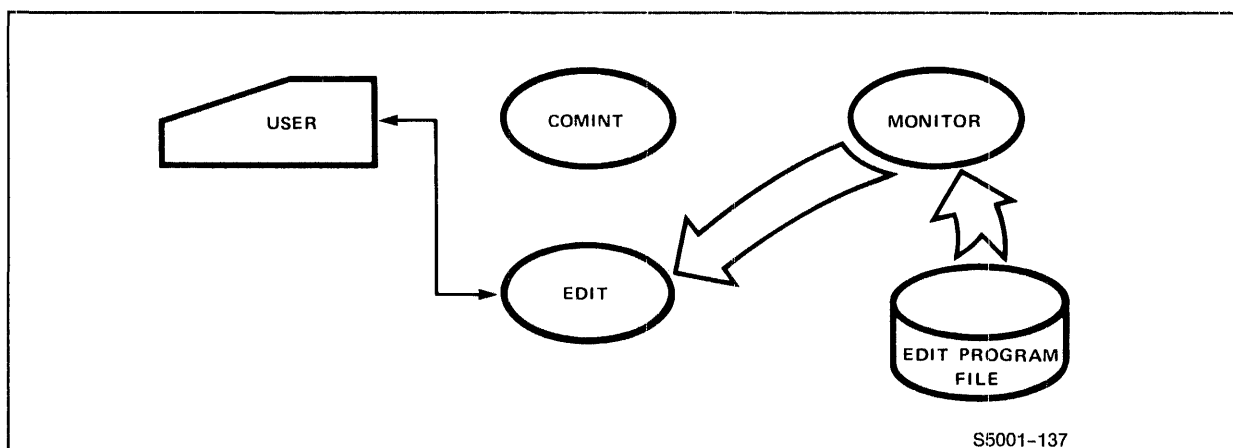 USER
COMINT
MONITOR
EDIT
EDIT PROGRAM
FILE
S5001-137